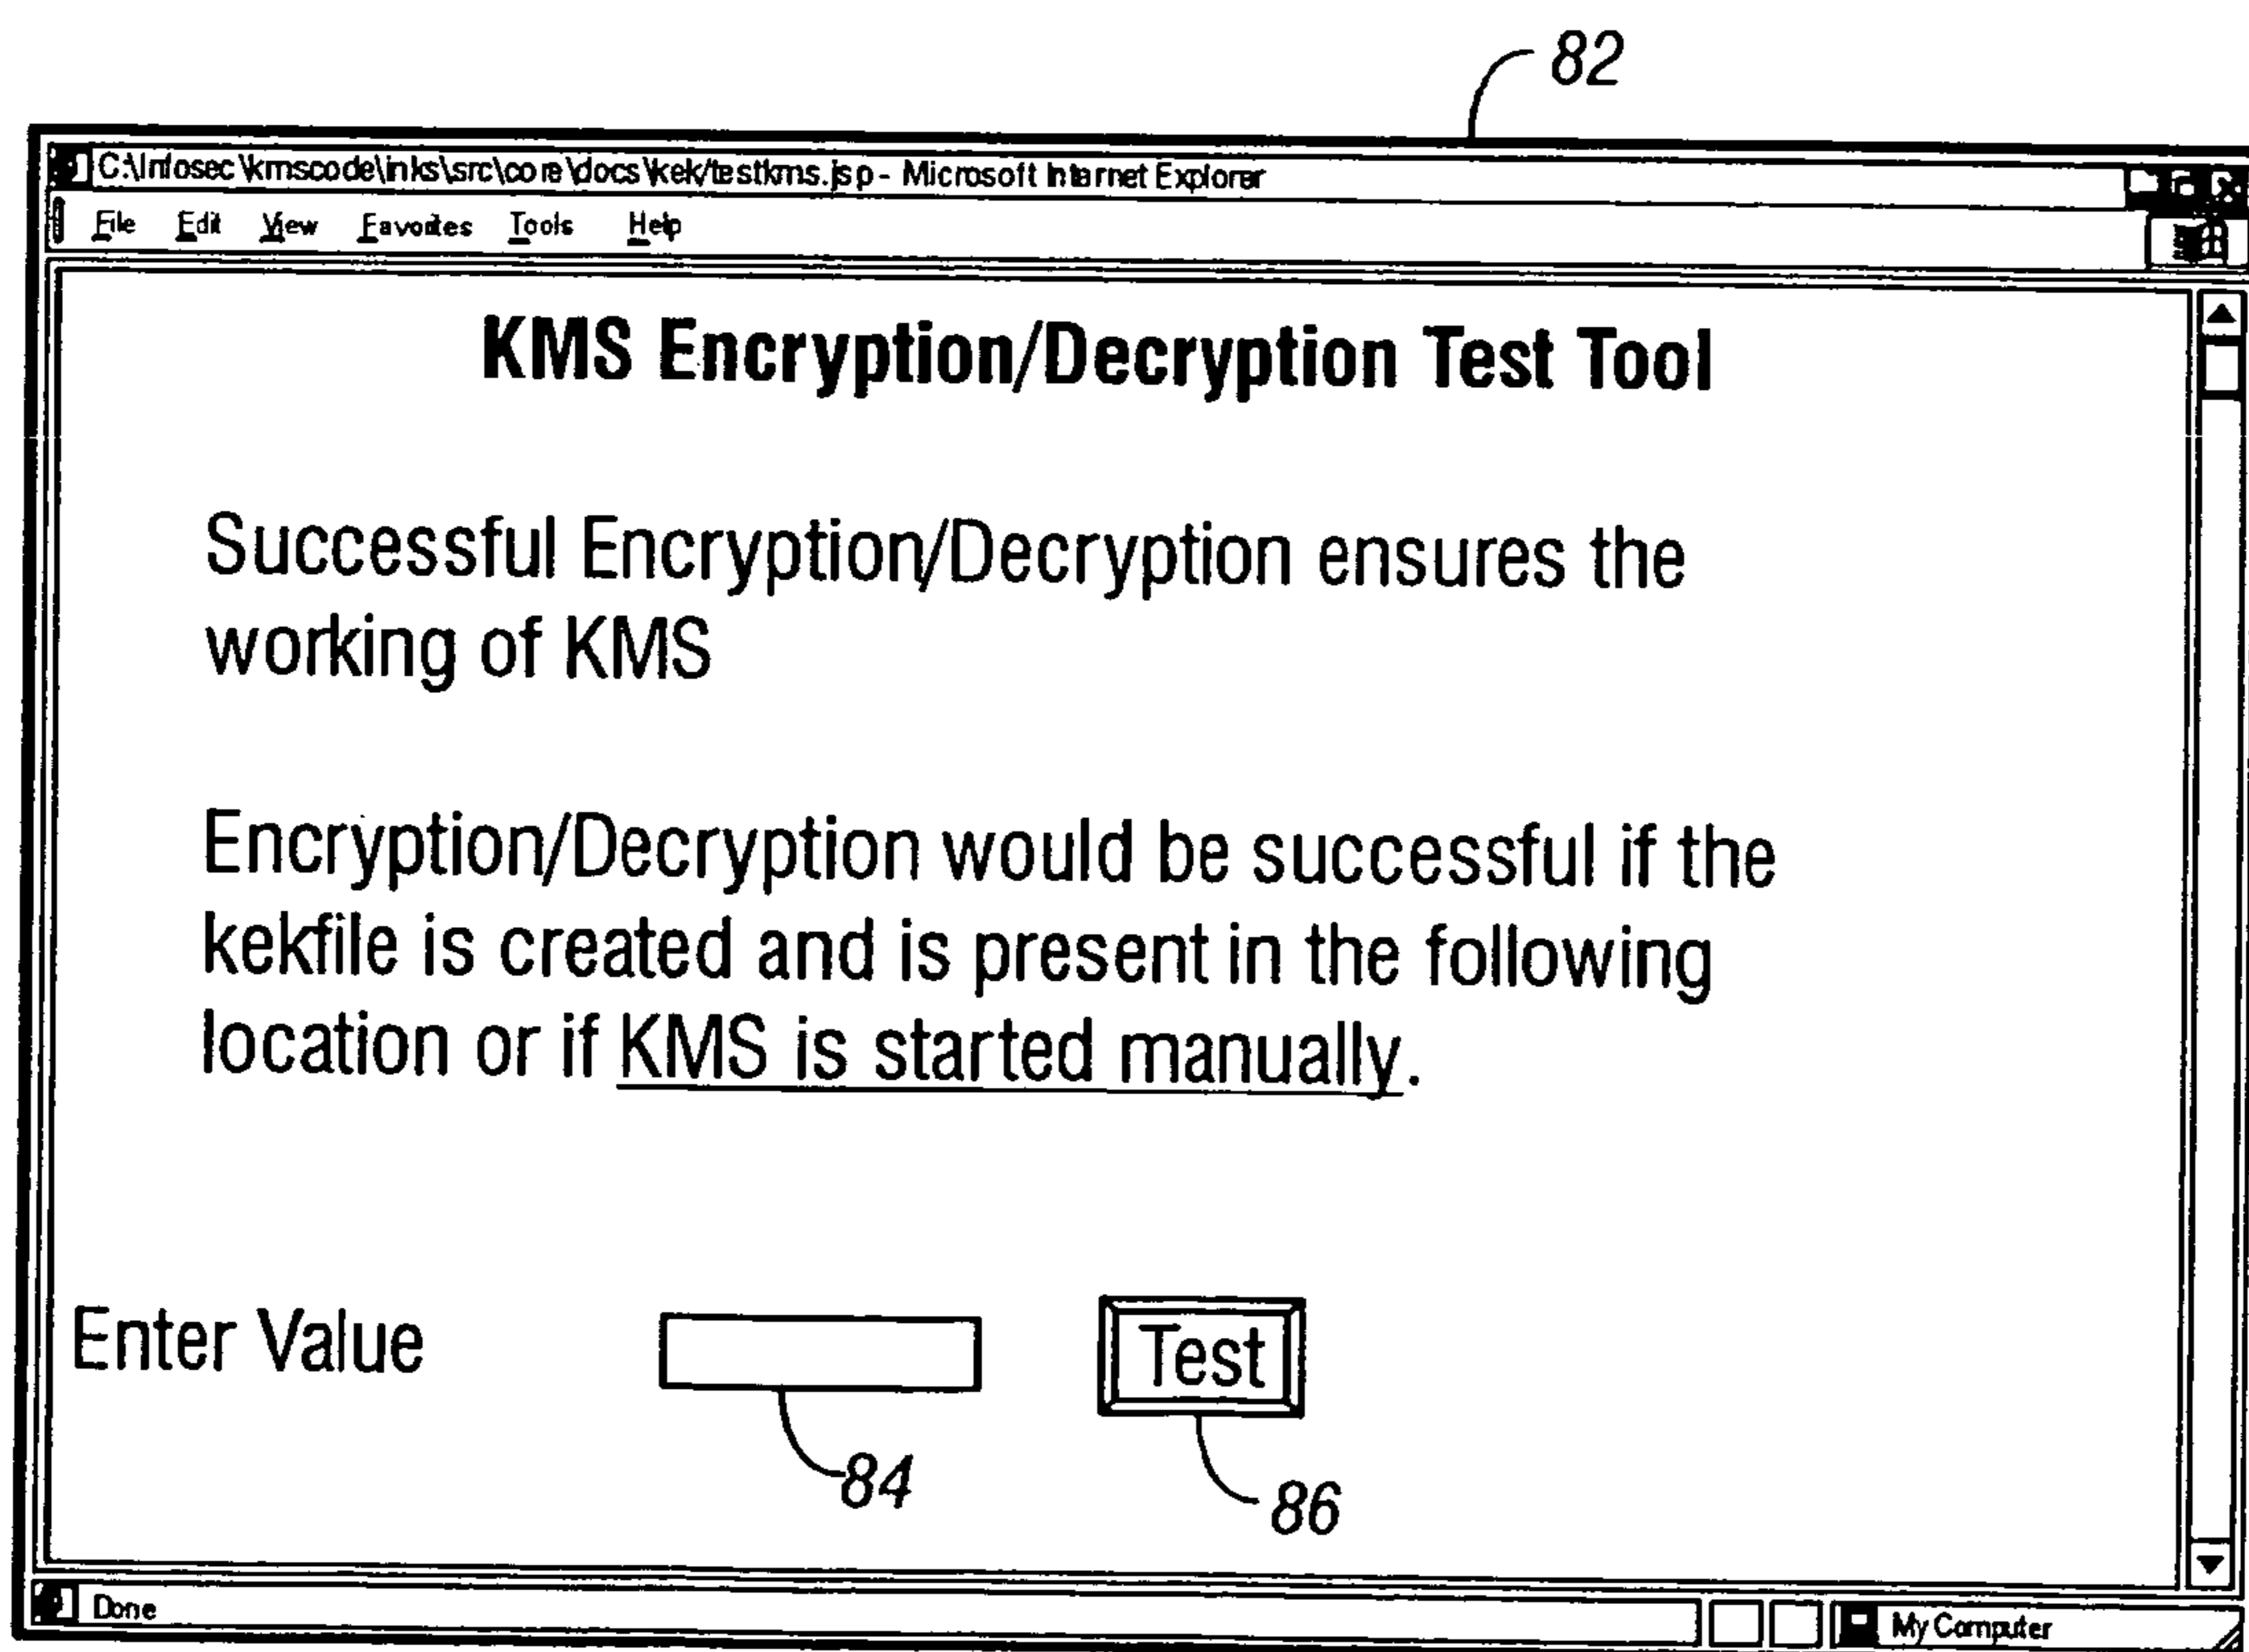 82
C:\Infosec\kmscode\inks\src\core\docs\kek/testkms.jsp - Microsoft Internet Explorer
File Edit View Favorites Tools Help
KMS Encryption/Decryption Test Tool
Successful Encryption/Decryption ensures the
working of KMS
Encryption/Decryption would be successful if the
kekfile is created and is present in the following
location or if KMS is started manually.
Enter Value Test
84
86
Done My Computer